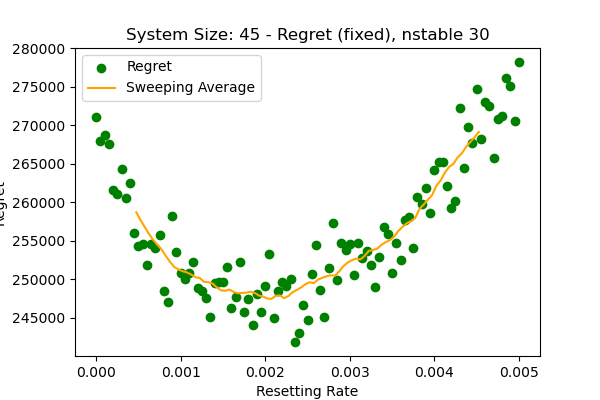 System Size: 45 - Regret (fixed), nstable 30
280000
275000
270000
265000
260000
255000
250000
245000
Regret
Regret
Sweeping Average
0.000 0.001 0.002 0.003 0.004 0.005
Resetting Rate